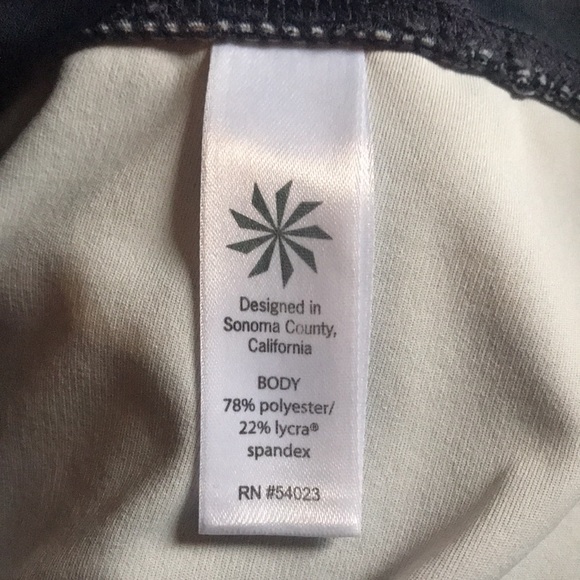 Designed in
Sonoma County,
California
BODY
78% polyester/
22% lycra®
spandex
RN #54023